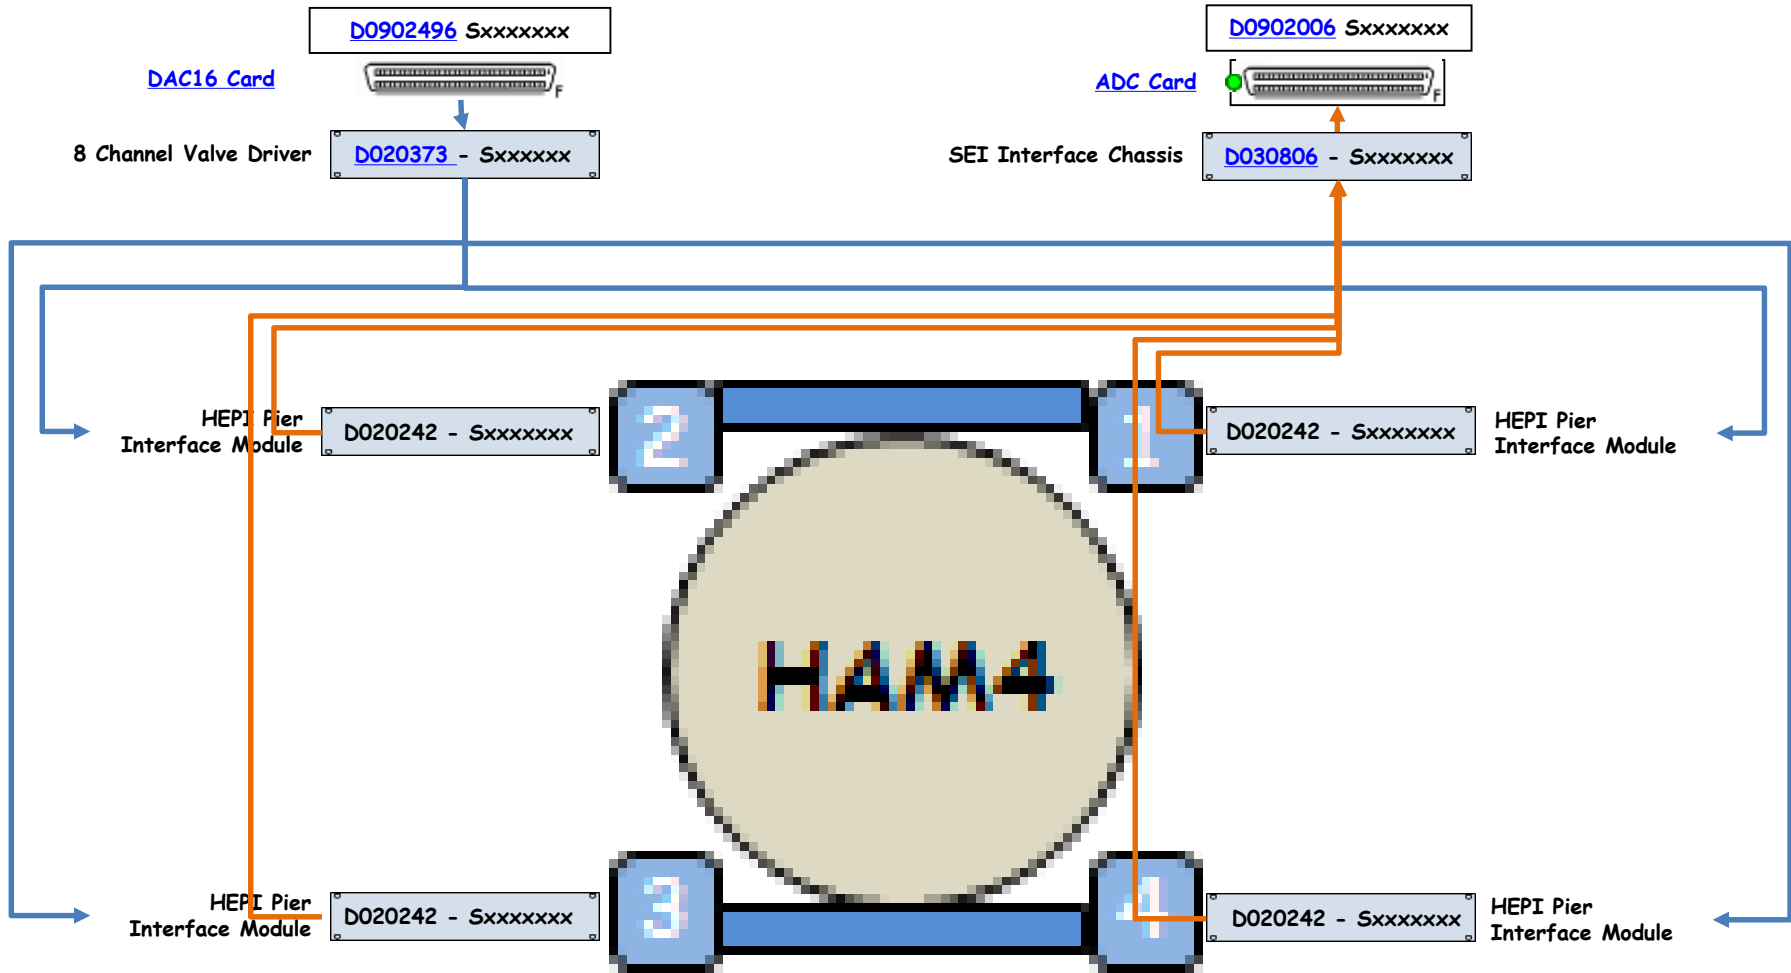 D0902496 Sxxxxxxx
D0902006 Sxxxxxxx
DAC16 Card
F
ADC Card
F
8 Channel Valve Driver
D020373 - Sxxxxxx
SEI Interface Chassis
D030806 - Sxxxxxxx
HEPI Pier
Interface Module
D020242 - Sxxxxxxx
2
1
D020242 - Sxxxxxxx
HEPI Pier
Interface Module
HAM4
HEPI Pier
Interface Module
D020242 - Sxxxxxxx
3
4
D020242 - Sxxxxxxx
HEPI Pier
Interface Module